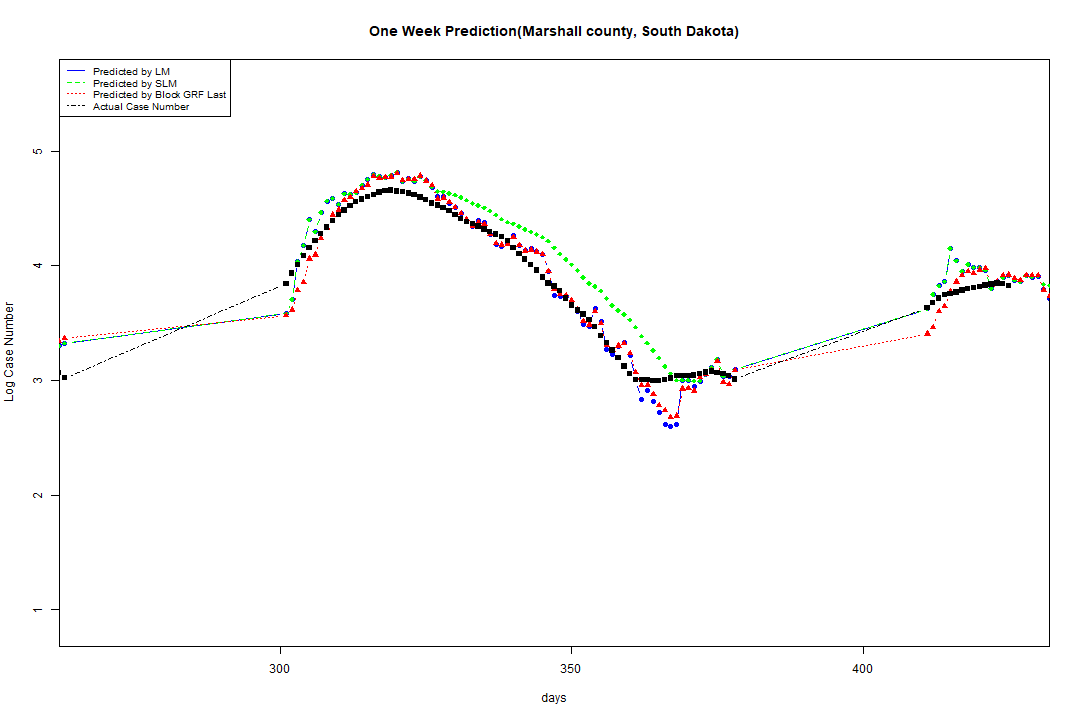 One Week Prediction(Marshall county, South Dakota)
Predicted by LM
Predicted by SLM
Predicted by Block GRF Last
Actual Case Number
5
4
3
2
1
Log Case Number
300
350
400
days